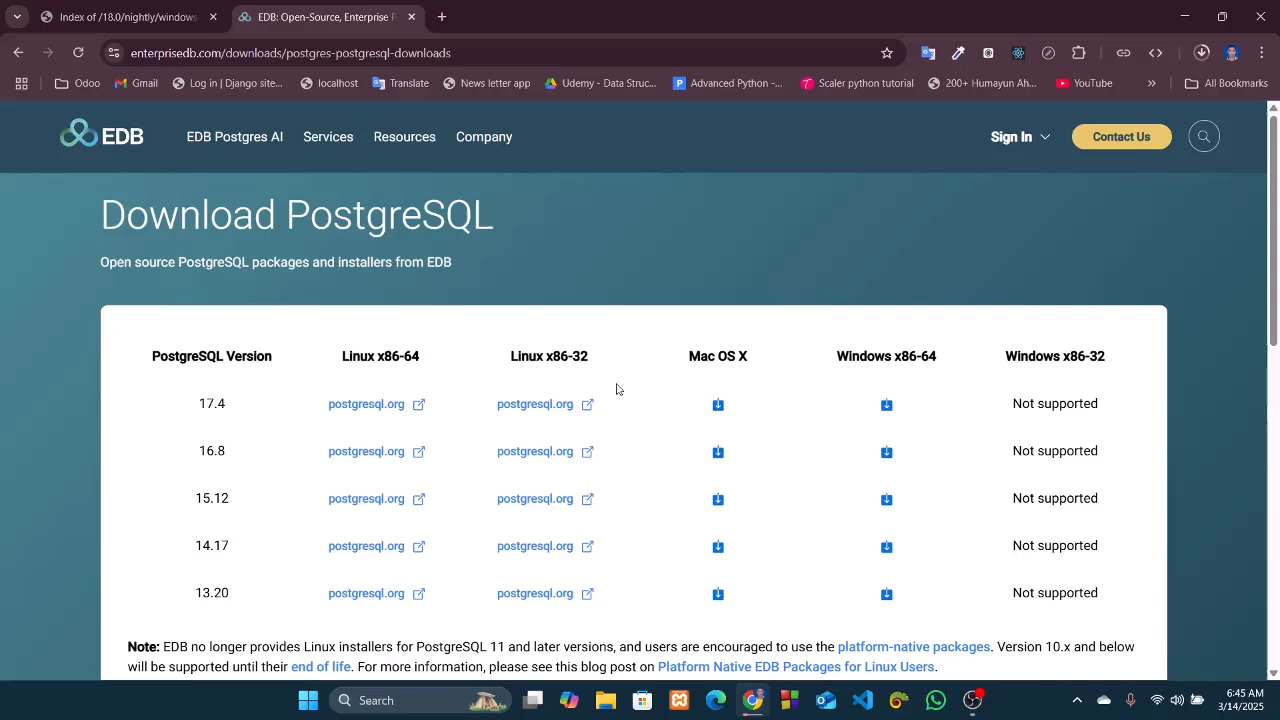 Index of /18.0/nightly/windows
EDB: Open-Source, Enterprise P
enterprisedb.com/downloads/postgres-postgresql-downloads
Odoo
Gmail
Log in | Django site...
localhost
Translate
News letter app
Udemy - Data Struc...
Advanced Python -...
Scaler python tutorial
200+ Humayun Ah...
YouTube
All Bookmarks
EDB
EDB Postgres AI Services Resources Company
Sign In
Contact Us
Download PostgreSQL
Open source PostgreSQL packages and installers from EDB
PostgreSQL Version Linux x86-64 Linux x86-32 Mac OS X Windows x86-64 Windows x86-32
17.4 postgresql.org postgresql.org Not supported
16.8 postgresql.org postgresql.org Not supported
15.12 postgresql.org postgresql.org Not supported
14.17 postgresql.org postgresql.org Not supported
13.20 postgresql.org postgresql.org Not supported
Note: EDB no longer provides Linux installers for PostgreSQL 11 and later versions, and users are encouraged to use the platform-native packages. Version 10.x and below
will be supported until their end of life. For more information, please see this blog post on Platform Native EDB Packages for Linux Users.
Search
6:45 AM
3/14/2025